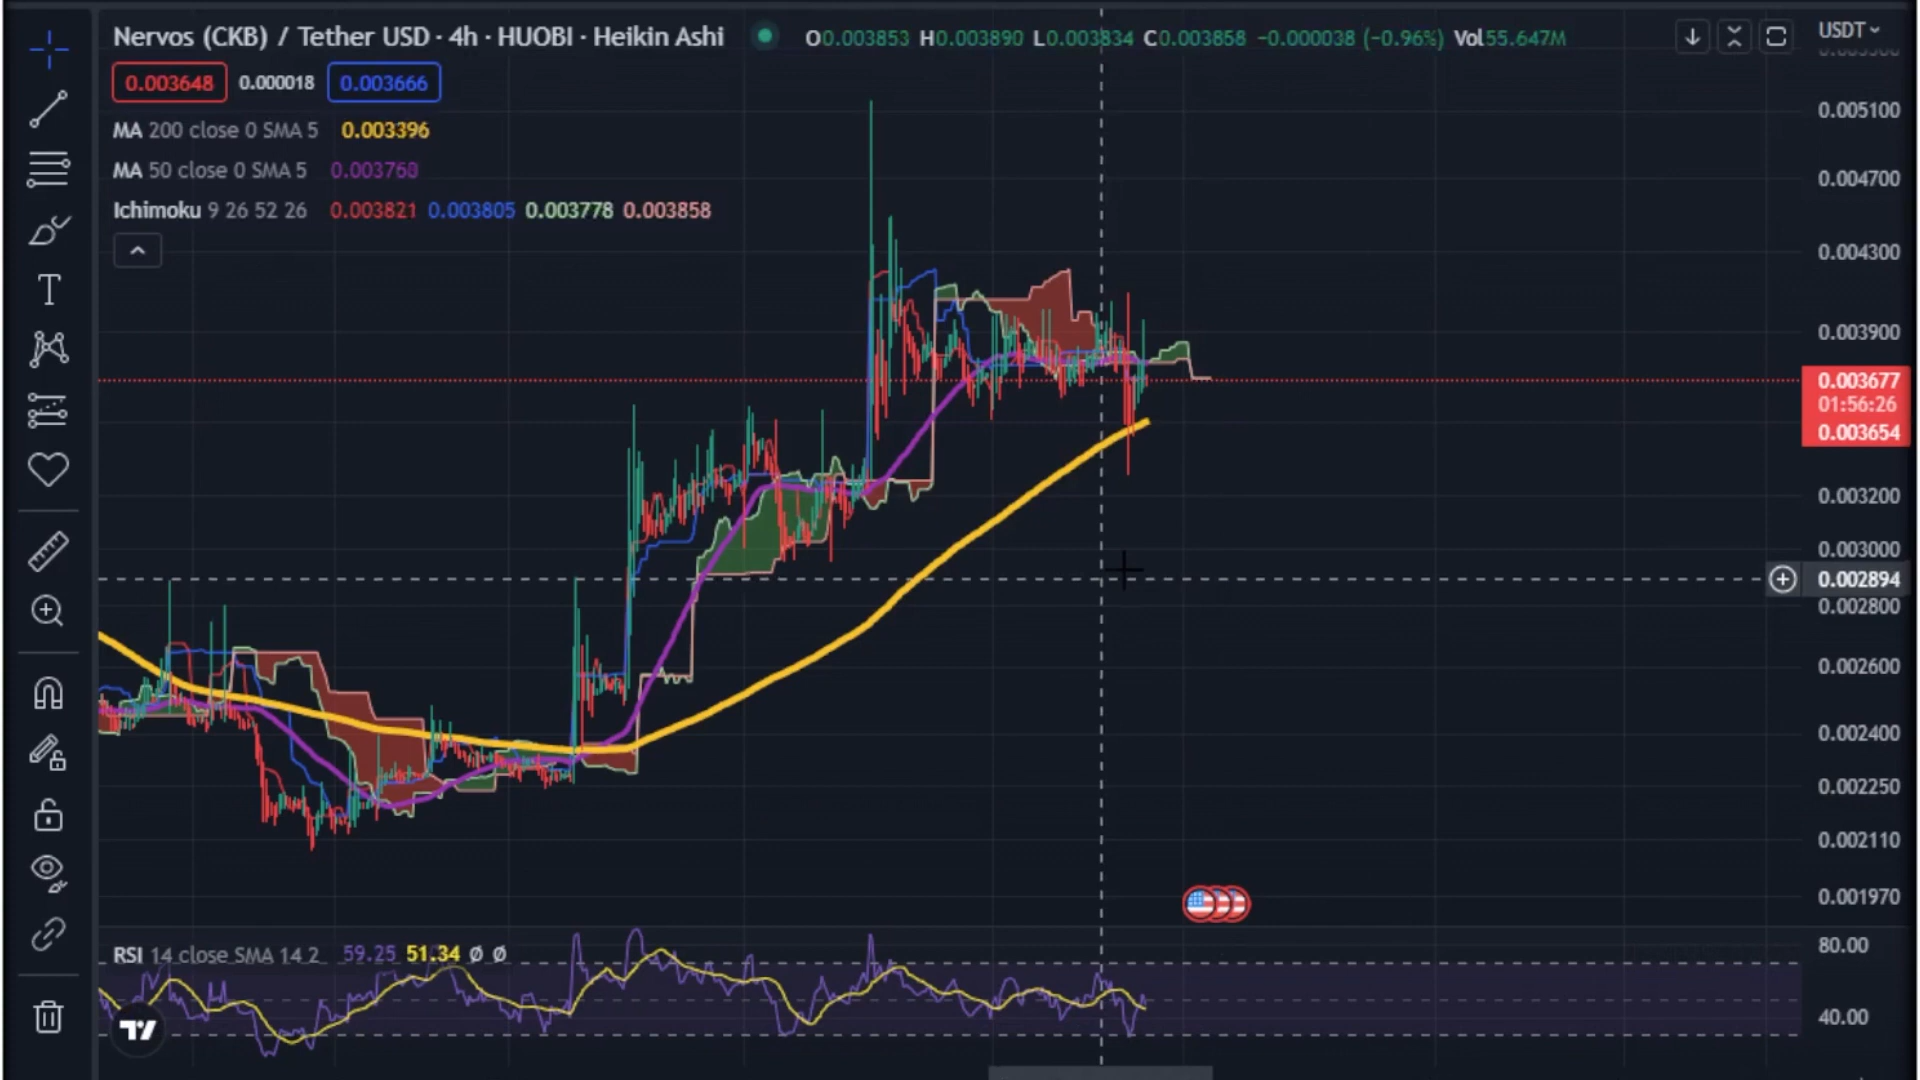 Nervos (CKB) / Tether USD · 4h · HUOBI · Heikin Ashi O0.003853 H0.003890 L0.003834 C0.003858 −0.000038 (−0.96%) Vol55.647M
USDT
0.003648 0.000018 0.003666
MA 200 close 0 SMA 5 0.003396
MA 50 close 0 SMA 5 0.003768
Ichimoku 9 26 52 26 0.003821 0.003805 0.003778 0.003858
0.005100
0.004700
0.004300
0.003900
0.003677
01:56:26
0.003654
0.003200
0.003000
0.002894
0.002800
0.002600
0.002400
0.002250
0.002110
0.001970
RSI 14 close SMA 14 2 59.25 51.34 Ø Ø
80.00
40.00